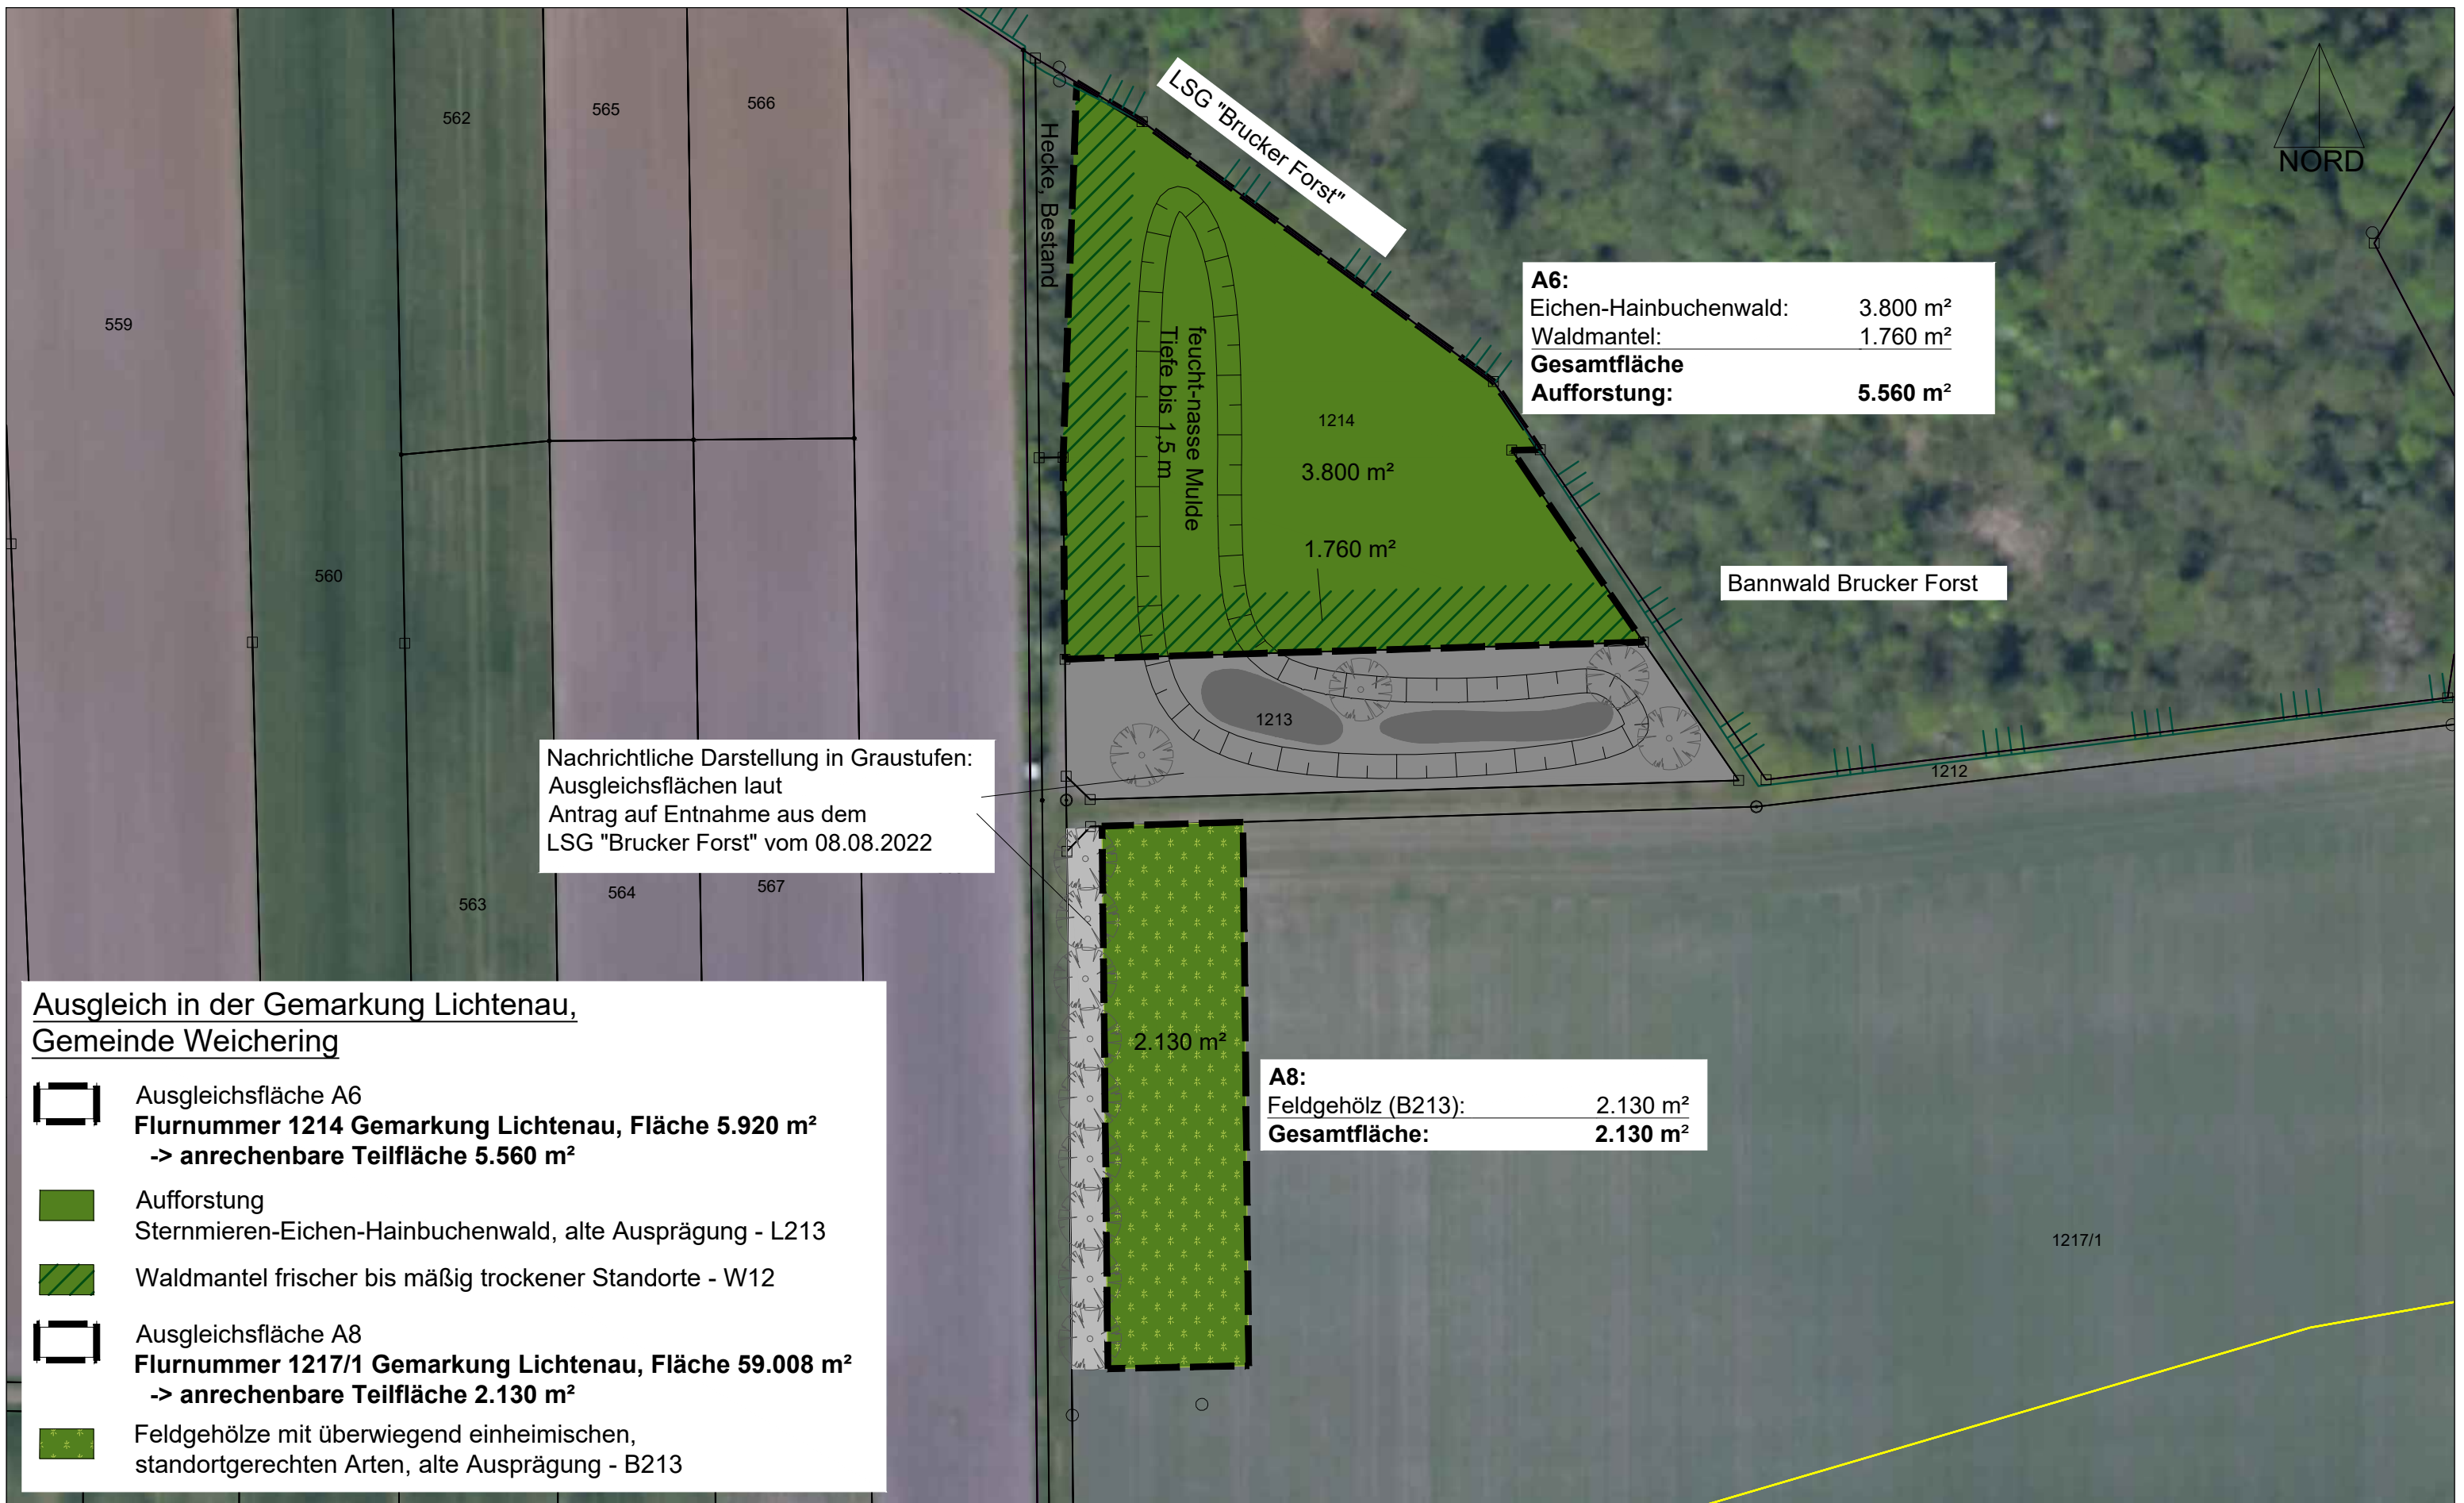 562
565
566
559
560
563
564
567
Hecke, Bestand
LSG "Brucker Forst"
NORD
A6:
Eichen-Hainbuchenwald: 3.800 m²
Waldmantel: 1.760 m²
Gesamtfläche
Aufforstung: 5.560 m²
feucht-nasse Mulde
Tiefe bis 1,5 m
1214
3.800 m²
1.760 m²
Bannwald Brucker Forst
1213
1212
Nachrichtliche Darstellung in Graustufen:
Ausgleichsflächen laut
Antrag auf Entnahme aus dem
LSG "Brucker Forst" vom 08.08.2022
2.130 m²
A8:
Feldgehölz (B213): 2.130 m²
Gesamtfläche: 2.130 m²
1217/1
Ausgleich in der Gemarkung Lichtenau,
Gemeinde Weichering
Ausgleichsfläche A6
Flurnummer 1214 Gemarkung Lichtenau, Fläche 5.920 m²
-> anrechenbare Teilfläche 5.560 m²
Aufforstung
Sternmieren-Eichen-Hainbuchenwald, alte Ausprägung - L213
Waldmantel frischer bis mäßig trockener Standorte - W12
Ausgleichsfläche A8
Flurnummer 1217/1 Gemarkung Lichtenau, Fläche 59.008 m²
-> anrechenbare Teilfläche 2.130 m²
Feldgehölze mit überwiegend einheimischen,
standortgerechten Arten, alte Ausprägung - B213